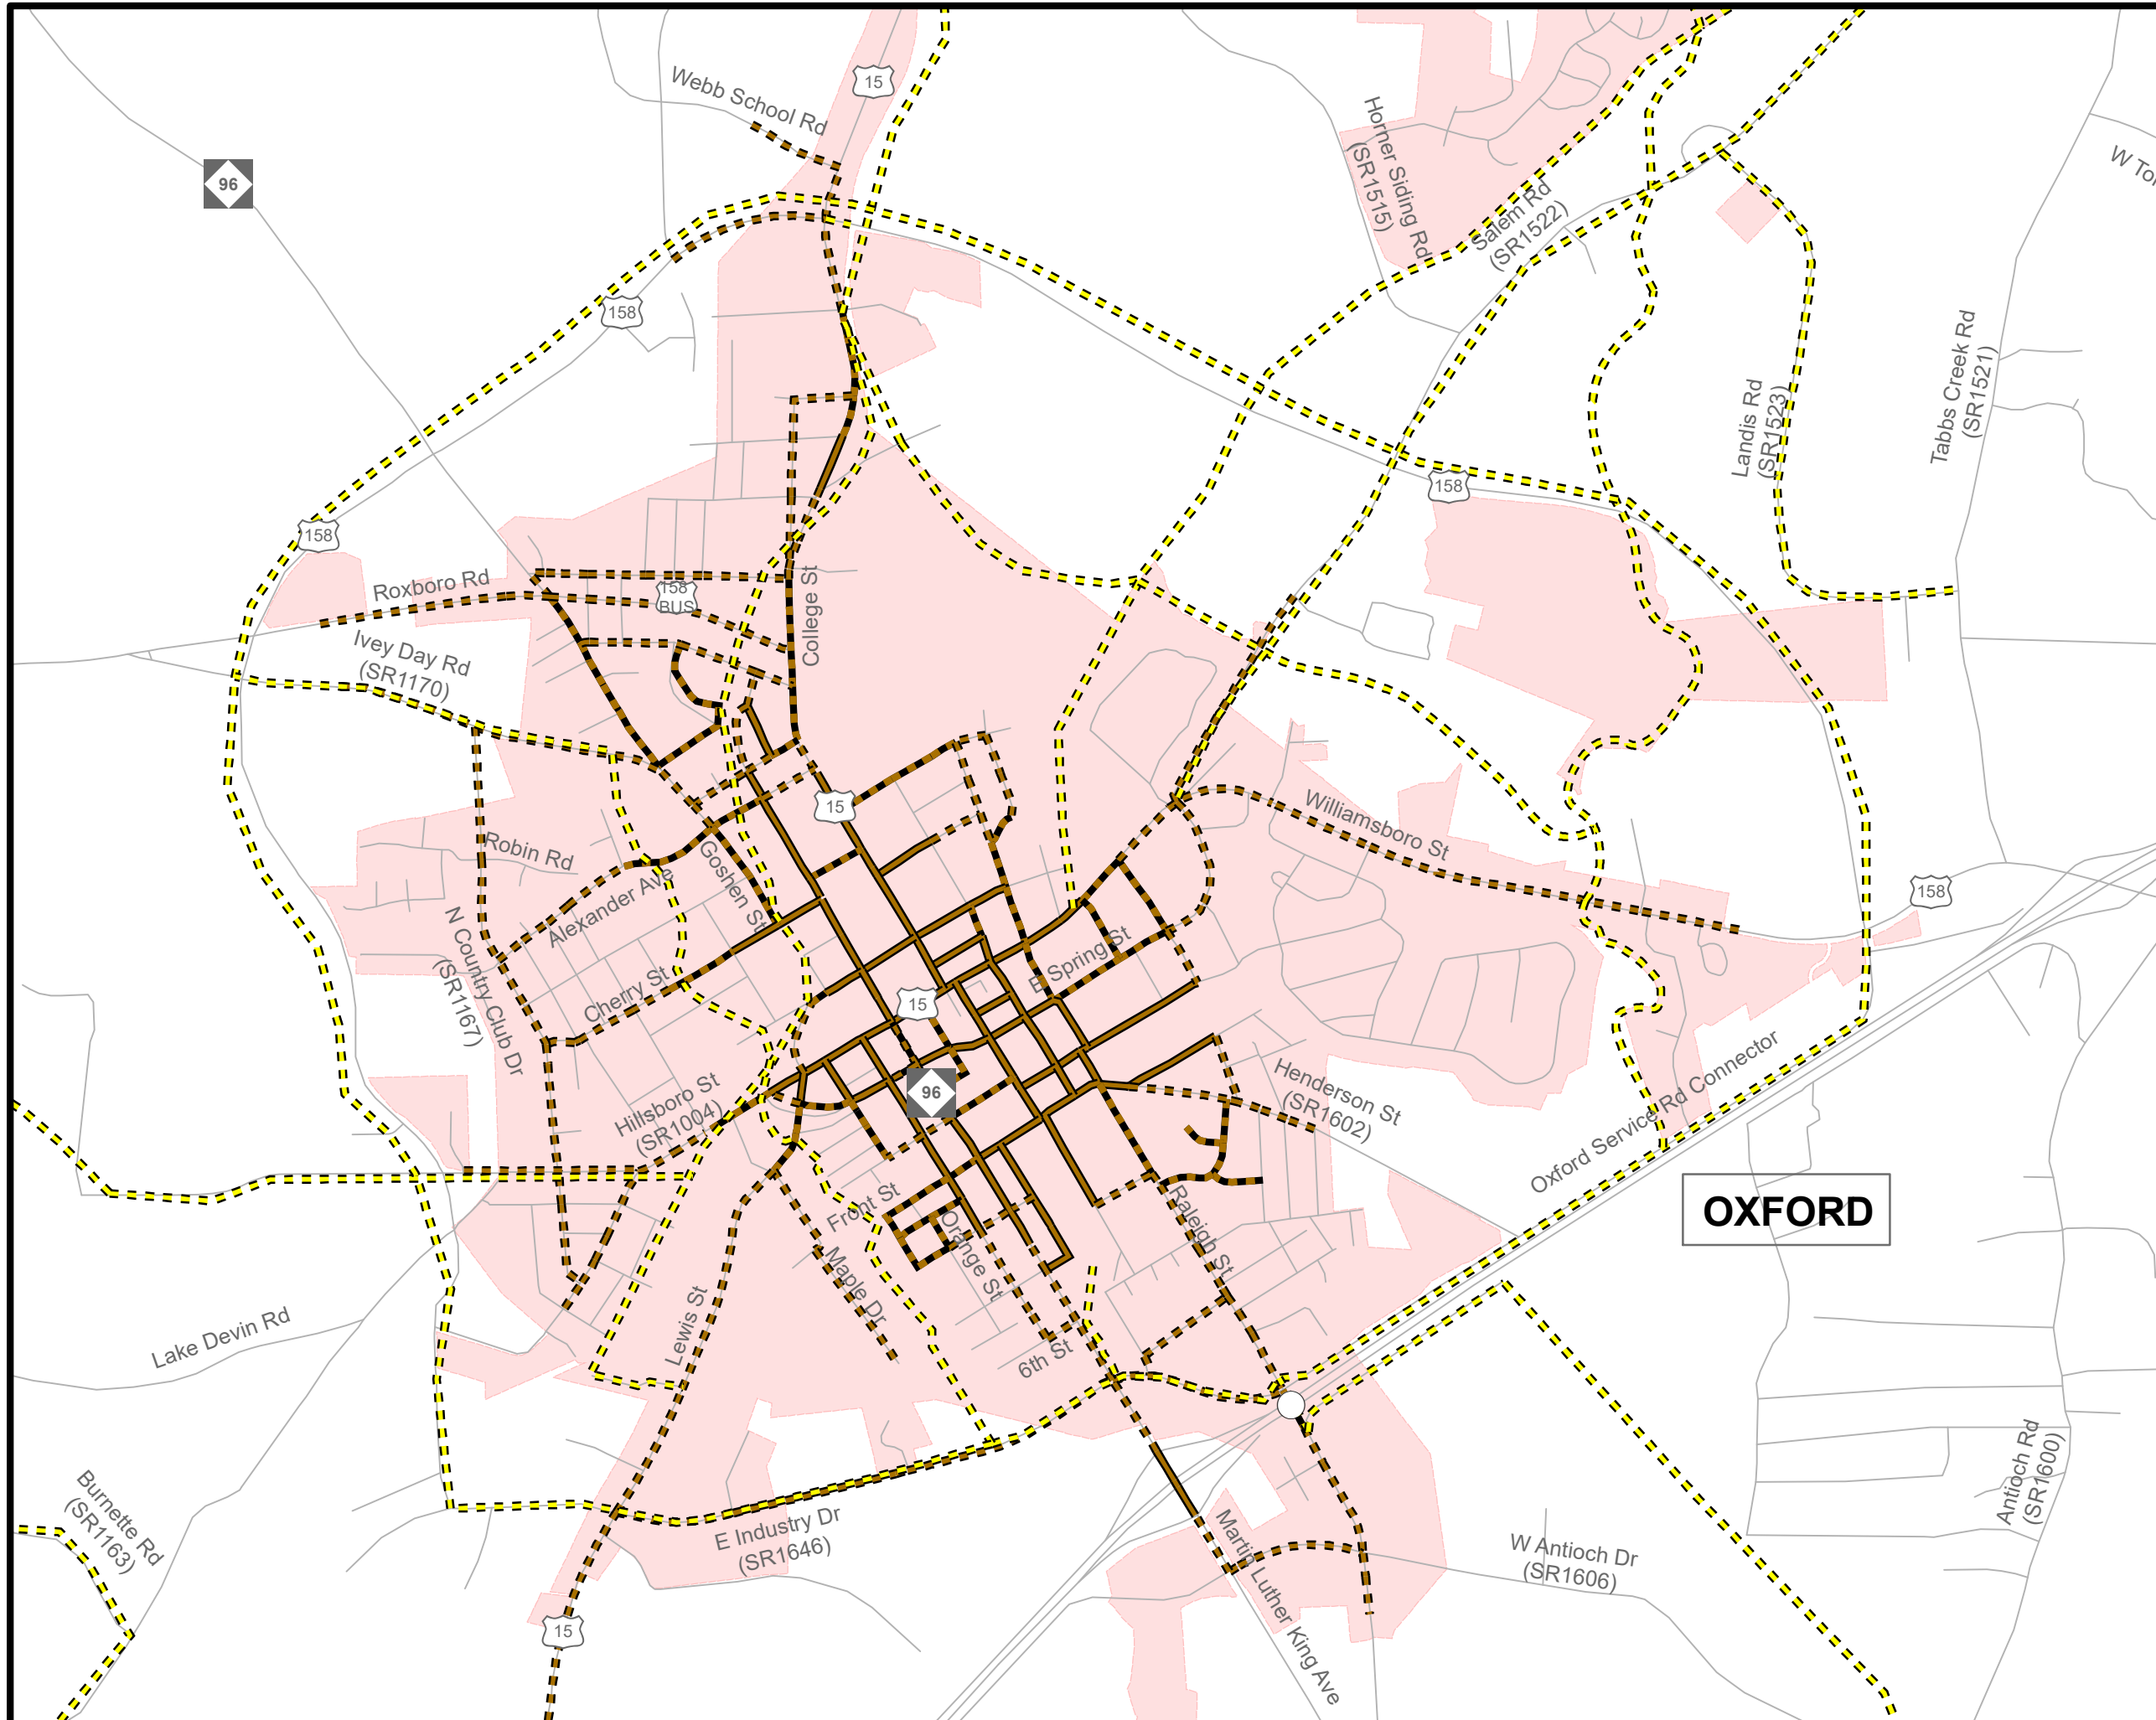 15
Webb School Rd
96
Horner Siding Rd
(SR1515)
Salem Rd
(SR1522)
W
158
Tabbs Creek Rd
(SR1521)
Landis Rd
(SR1523)
158
158
Roxboro Rd
158
BUS
College St
Ivey Day Rd
(SR1170)
15
Williamsboro St
Robin Rd
Goshen St
Alexander Ave
158
N Country Club Dr
(SR1167)
Cherry St
E Spring St
15
96
Hillsboro St
(SR1004)
Henderson St
(SR1602)
Oxford Service Rd Connector
OXFORD
Front St
Orange St
Raleigh St
Maple Dr
Lewis St
Lake Devin Rd
6th St
Burnette Rd
(SR1163)
E Industry Dr
(SR1646)
Martin Luther King Ave
W Antioch Dr
(SR1606)
Antioch Rd
(SR1600)
15